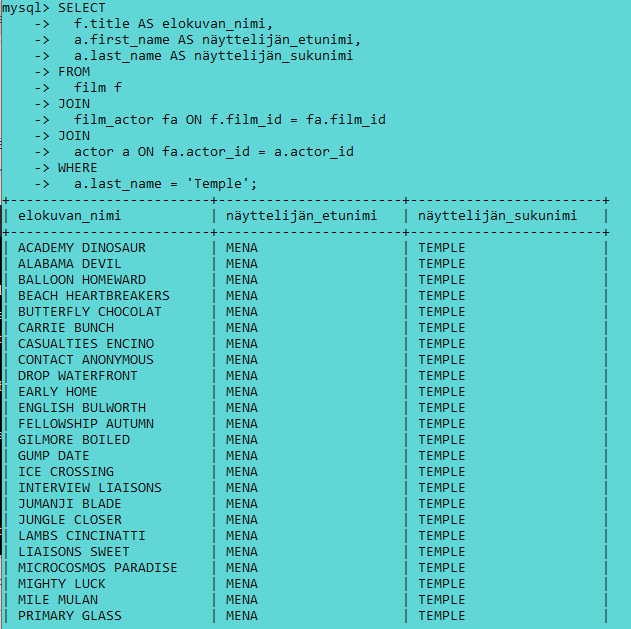 mysql> SELECT
    ->    f.title AS elokuvan_nimi,
    ->    a.first_name AS näyttelijän_etunimi,
    ->    a.last_name AS näyttelijän_sukunimi
    -> FROM
    ->    film f
    -> JOIN
    ->    film_actor fa ON f.film_id = fa.film_id
    -> JOIN
    ->    actor a ON fa.actor_id = a.actor_id
    -> WHERE
    ->    a.last_name = 'Temple';
+-------------------------+-----------------------+------------------------+
| elokuvan_nimi           | näyttelijän_etunimi   | näyttelijän_sukunimi   |
+-------------------------+-----------------------+------------------------+
| ACADEMY DINOSAUR        | MENA                  | TEMPLE                 |
| ALABAMA DEVIL           | MENA                  | TEMPLE                 |
| BALLOON HOMEWARD        | MENA                  | TEMPLE                 |
| BEACH HEARTBREAKERS     | MENA                  | TEMPLE                 |
| BUTTERFLY CHOCOLAT      | MENA                  | TEMPLE                 |
| CARRIE BUNCH            | MENA                  | TEMPLE                 |
| CASUALTIES ENCINO       | MENA                  | TEMPLE                 |
| CONTACT ANONYMOUS       | MENA                  | TEMPLE                 |
| DROP WATERFRONT         | MENA                  | TEMPLE                 |
| EARLY HOME              | MENA                  | TEMPLE                 |
| ENGLISH BULWORTH        | MENA                  | TEMPLE                 |
| FELLOWSHIP AUTUMN       | MENA                  | TEMPLE                 |
| GILMORE BOILED          | MENA                  | TEMPLE                 |
| GUMP DATE               | MENA                  | TEMPLE                 |
| ICE CROSSING            | MENA                  | TEMPLE                 |
| INTERVIEW LIAISONS      | MENA                  | TEMPLE                 |
| JUMANJI BLADE           | MENA                  | TEMPLE                 |
| JUNGLE CLOSER           | MENA                  | TEMPLE                 |
| LAMBS CINCINATTI        | MENA                  | TEMPLE                 |
| LIAISONS SWEET          | MENA                  | TEMPLE                 |
| MICROCOSMOS PARADISE    | MENA                  | TEMPLE                 |
| MIGHTY LUCK             | MENA                  | TEMPLE                 |
| MILE MULAN              | MENA                  | TEMPLE                 |
| PRIMARY GLASS           | MENA                  | TEMPLE                 |